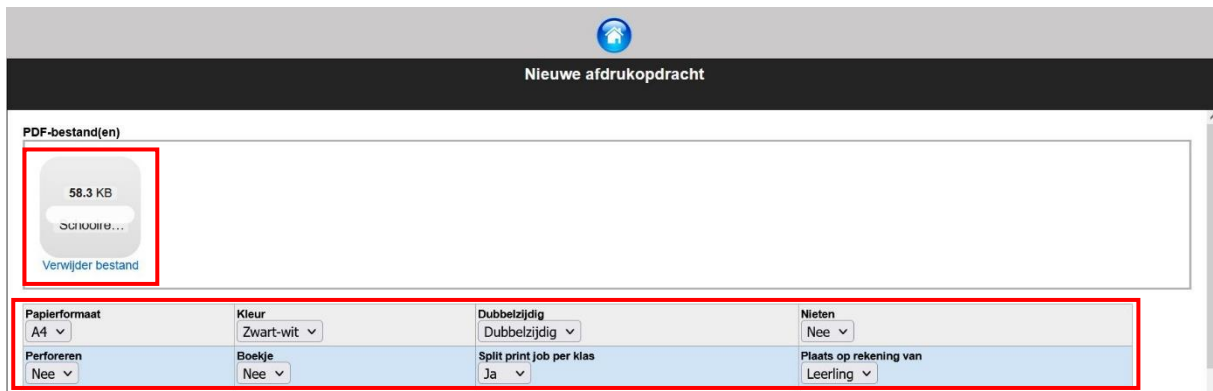 Nieuwe afdrukopdracht
PDF-bestand(en)
58.3 KB
Schoolre...
Verwijder bestand
Papierformaat Kleur Dubbelzijdig Nieten
A4 Zwart-wit Dubbelzijdig Nee
Perforeren Boekje Split print job per klas Plaats op rekening van
Nee Nee Ja Leerling